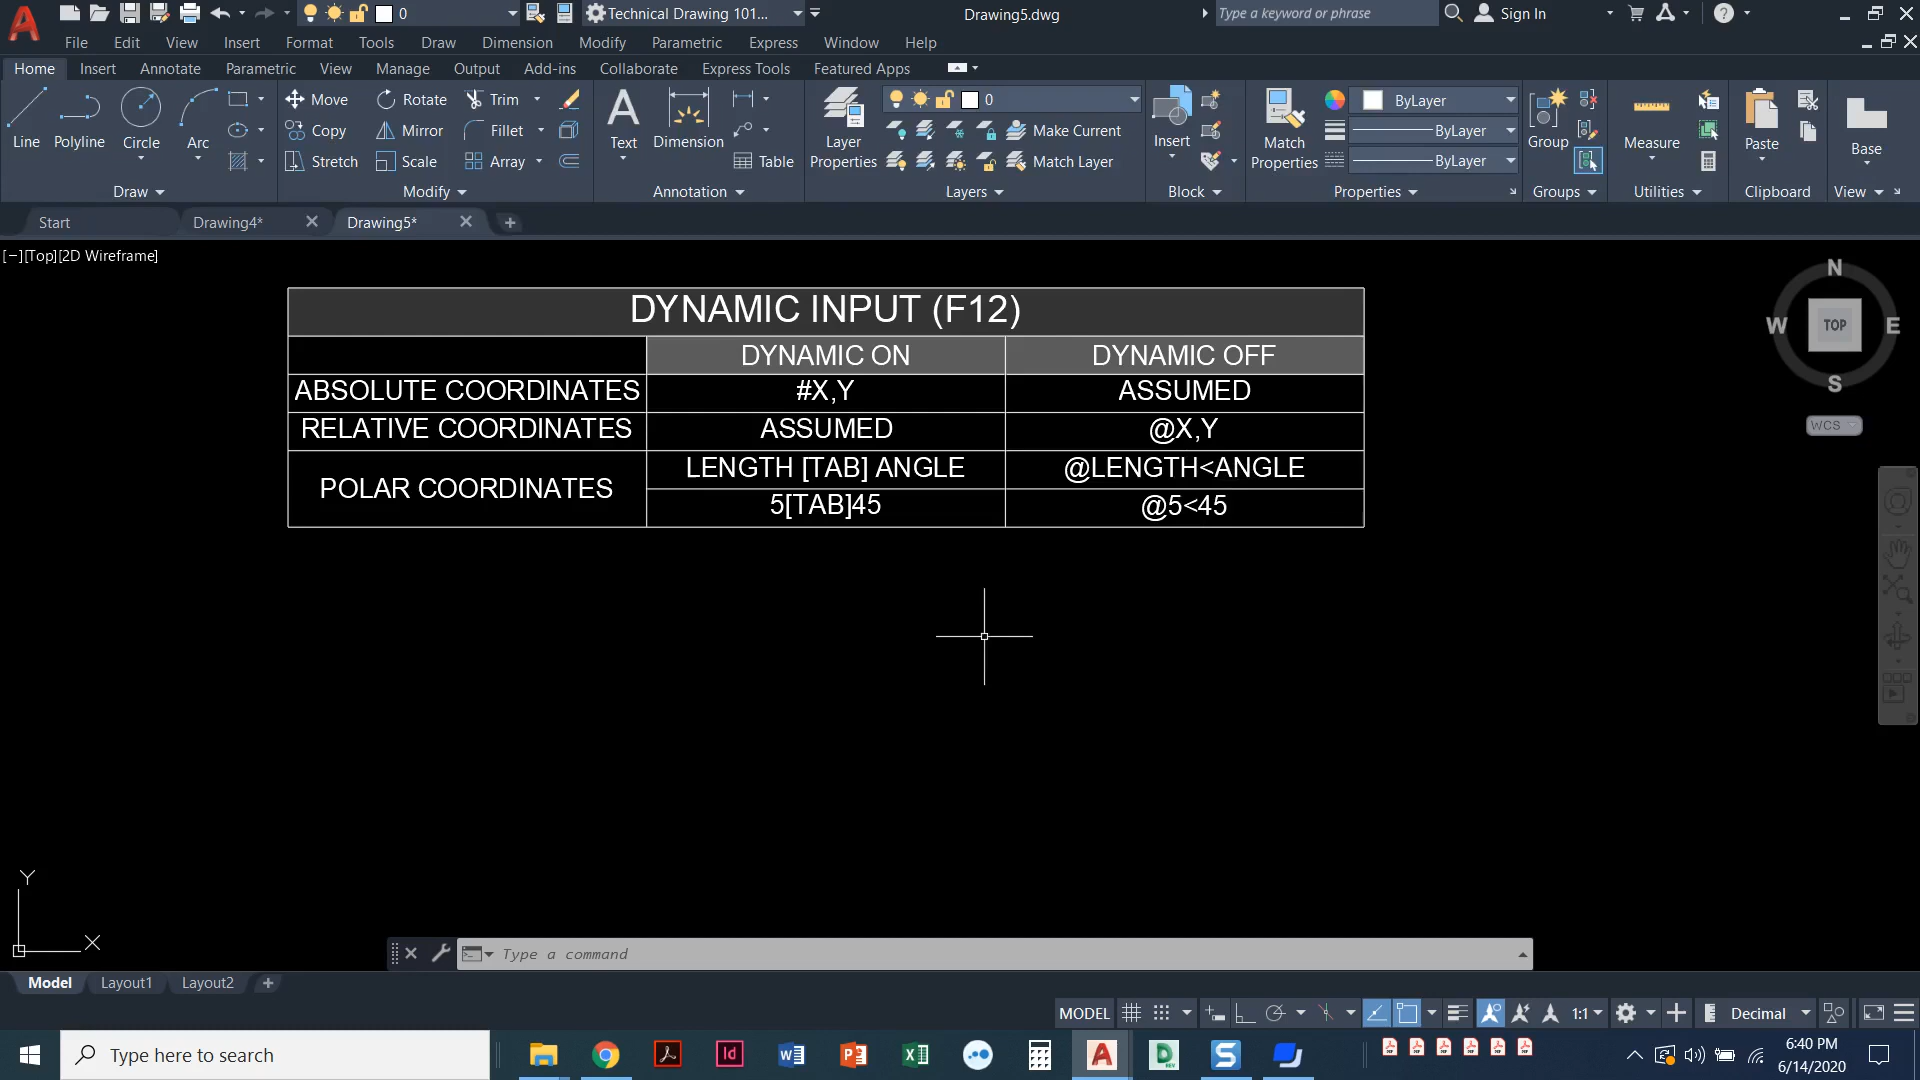 0
Technical Drawing 101...
Drawing5.dwg
Type a keyword or phrase
Sign In
File Edit View Insert Format Tools Draw Dimension Modify Parametric Express Window Help
Home Insert Annotate Parametric View Manage Output Add-ins Collaborate Express Tools Featured Apps
Line
Polyline
Circle
Arc
Draw
Move
Rotate
Trim
Copy
Mirror
Fillet
Stretch
Scale
Array
Modify
Text
Dimension
Table
Annotation
Layer
Properties
0
Make Current
Match Layer
Layers
Insert
Block
Match
Properties
ByLayer
ByLayer
ByLayer
Properties
Group
Groups
Measure
Utilities
Paste
Clipboard
Base
View
Start
Drawing4*
Drawing5*
[−][Top][2D Wireframe]
DYNAMIC INPUT (F12)
DYNAMIC ON DYNAMIC OFF
ABSOLUTE COORDINATES #X,Y ASSUMED
RELATIVE COORDINATES ASSUMED @X,Y
POLAR COORDINATES LENGTH [TAB] ANGLE @LENGTH<ANGLE
5[TAB]45 @5<45
N
W TOP E
S
WCS
Y
X
Type a command
Model Layout1 Layout2
MODEL
1:1
Decimal
Type here to search
6:40 PM
6/14/2020